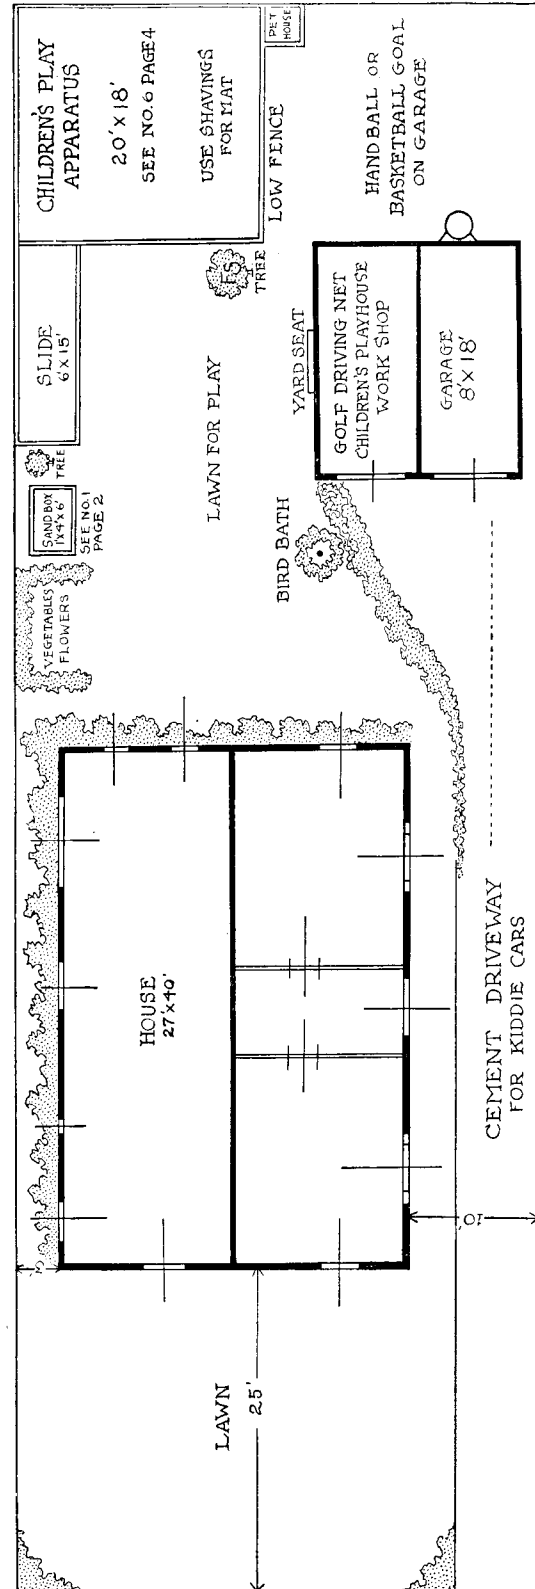 CHILDREN'S PLAY
APPARATUS
20'x18'
SEE NO. 6 PAGE 4
USE SHAVINGS
FOR MAT
PET
HOUSE
LOW FENCE
HANDBALL OR
BASKETBALL GOAL
ON GARAGE
SLIDE
6'x15'
TREE
TREE
SAND BOX
1'x4'x6'
SEE NO. 1
PAGE 2
VEGETABLES
FLOWERS
LAWN FOR PLAY
YARD SEAT
GOLF DRIVING NET
CHILDREN'S PLAYHOUSE
WORK SHOP
GARAGE
8'x18'
BIRD BATH
HOUSE
27'x40'
CEMENT DRIVEWAY
FOR KIDDIE CARS
10'
LAWN
25'